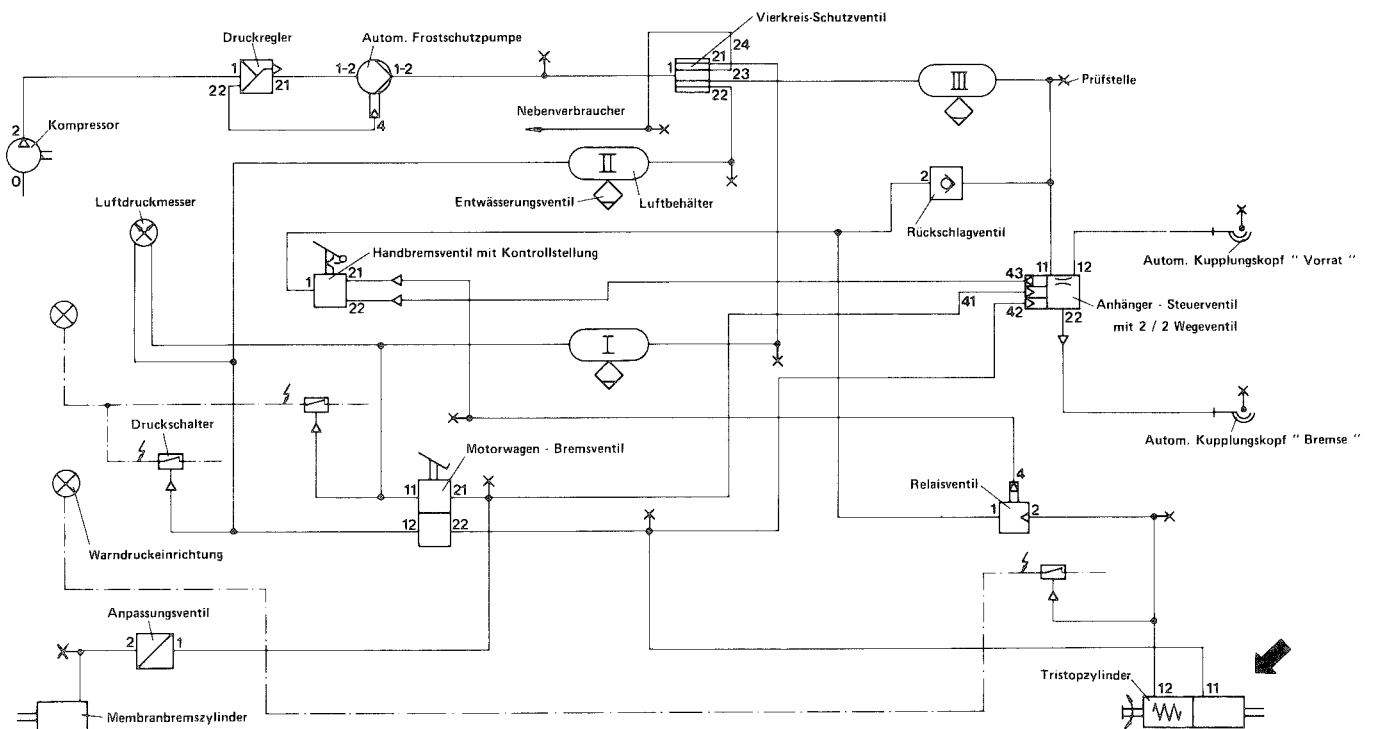 Vierkreis-Schutzventil
Druckregler
Autom. Frostschutzpumpe
24
21
1
1-2
1-2
1
23
22
21
22
III
Prüfstelle
4
Nebenverbraucher
2
Kompressor
0
II
2
Luftdruckmesser
Entwässerungsventil
Luftbehälter
Rückschlagventil
Handbremsventil mit Kontrollstellung
1
21
22
43
11
12
Autom. Kupplungskopf " Vorrat "
41
42
22
Anhänger - Steuerventil
mit 2 / 2 Wegeventil
I
Druckschalter
Motorwagen - Bremsventil
Autom. Kupplungskopf " Bremse "
11
21
12
22
4
Relaisventil
1
2
Warndruckeinrichtung
Anpassungsventil
2
1
Tristopzylinder
12
11
Membranbremszylinder